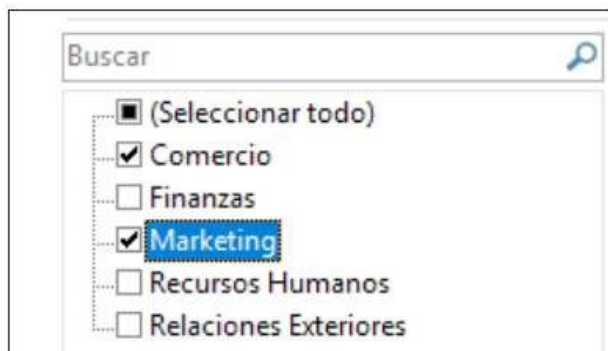 Buscar
(Seleccionar todo)
Comercio
Finanzas
Marketing
Recursos Humanos
Relaciones Exteriores